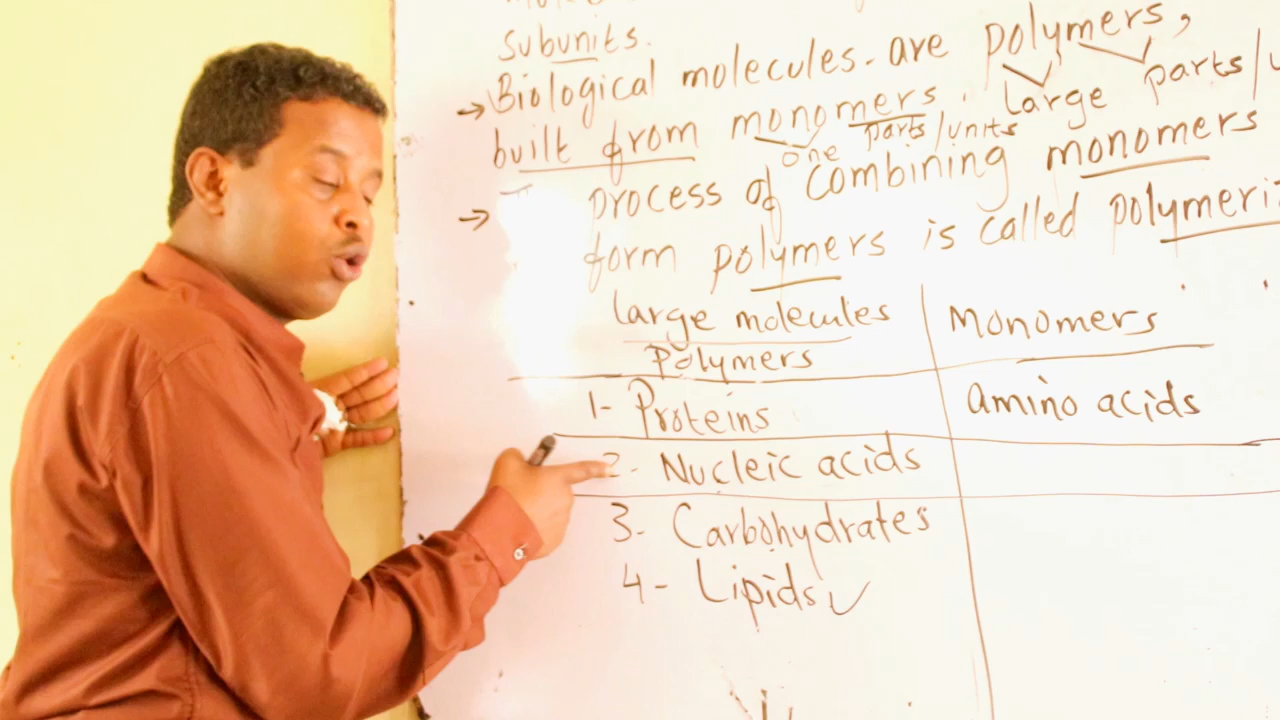 subunits.
→ Biological molecules are polymers,
large parts/
built from monomers.
one parts/units
→ process of combining monomers
form polymers is called polymeri
Large molecules
Polymers
Monomers
1- Proteins
Amino acids
2- Nucleic acids
3- Carbohydrates
4- Lipids ✓